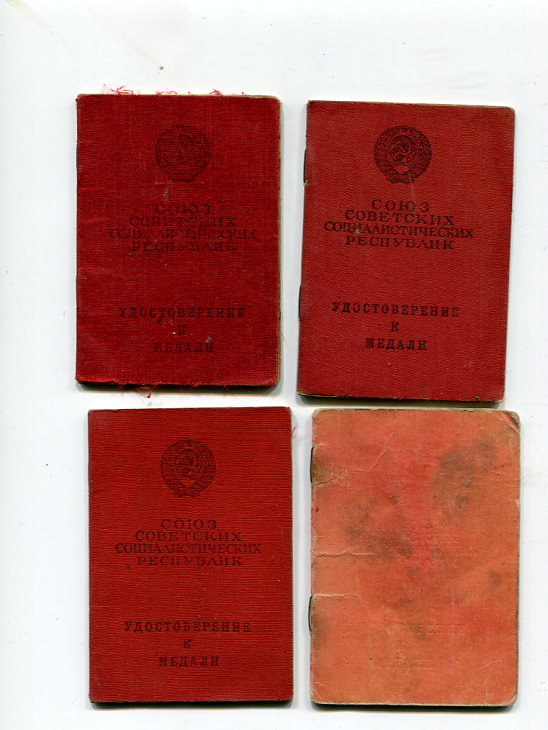 СОЮЗ
СОВЕТСКИХ
СОЦИАЛИСТИЧЕСКИХ
РЕСПУБЛИК
УДОСТОВЕРЕНИЕ
К
МЕДАЛИ
СОЮЗ
СОВЕТСКИХ
СОЦИАЛИСТИЧЕСКИХ
РЕСПУБЛИК
УДОСТОВЕРЕНИЕ
К
МЕДАЛИ
СОЮЗ
СОВЕТСКИХ
СОЦИАЛИСТИЧЕСКИХ
РЕСПУБЛИК
УДОСТОВЕРЕНИЕ
К
МЕДАЛИ